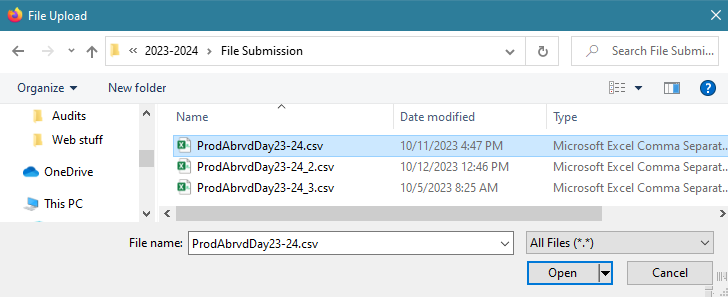 File Upload
« 2023-2024 > File Submission
Search File Submi...
Organize New folder
Name Date modified Type
Audits
Web stuff
OneDrive
This PC
ProdAbrvdDay23-24.csv 10/11/2023 4:47 PM Microsoft Excel Comma Separat...
ProdAbrvdDay23-24_2.csv 10/12/2023 12:46 PM Microsoft Excel Comma Separat...
ProdAbrvdDay23-24_3.csv 10/5/2023 8:25 AM Microsoft Excel Comma Separat...
File name: ProdAbrvdDay23-24.csv All Files (*.*)
Open Cancel